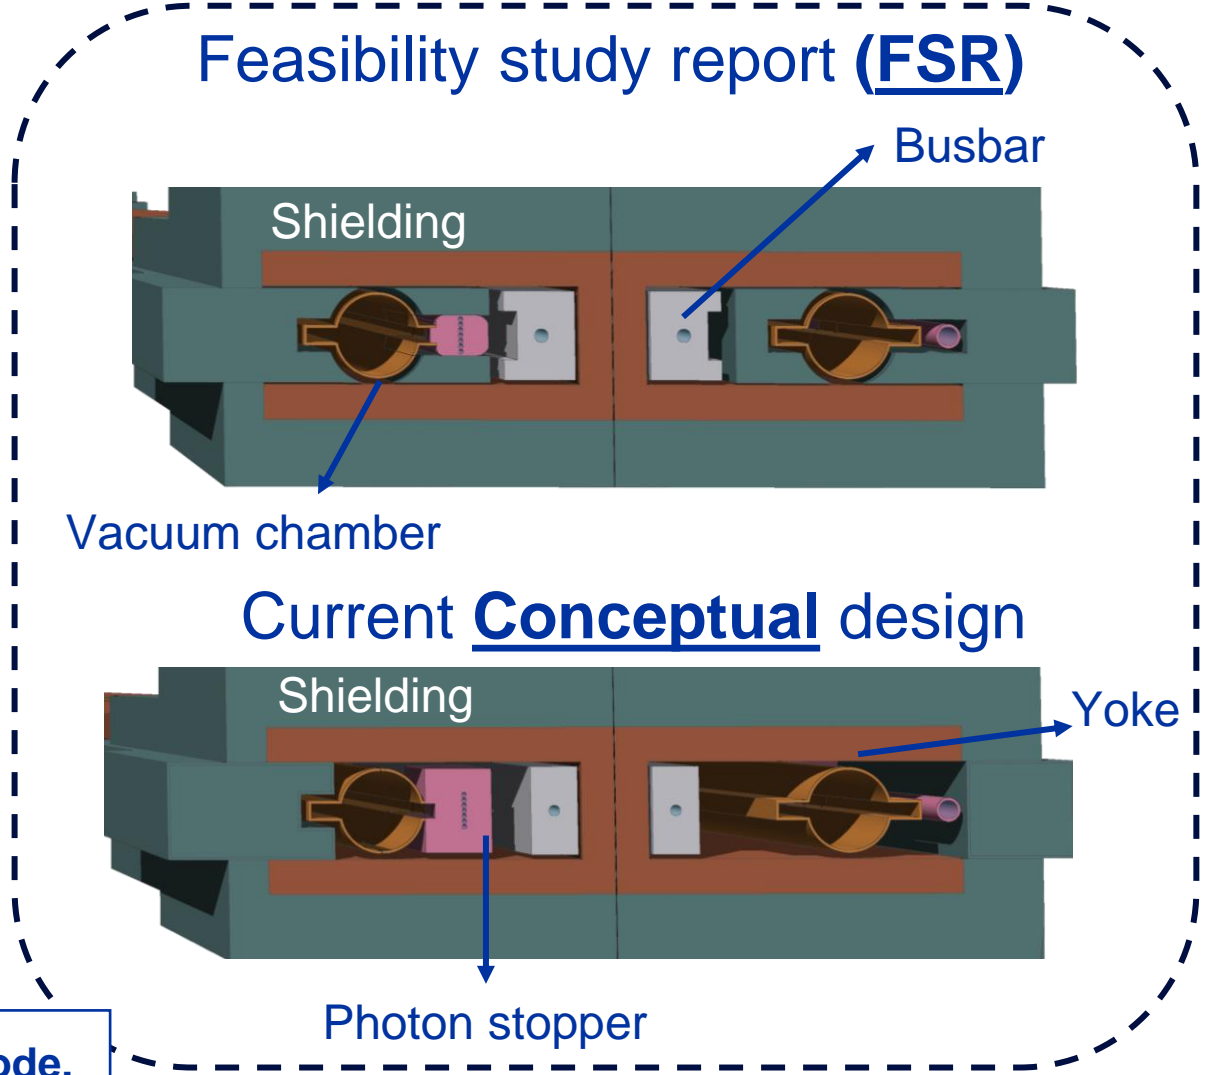 Feasibility study report (FSR)
Busbar
Shielding
Vacuum chamber
Current Conceptual design
Shielding
Yoke
Photon stopper